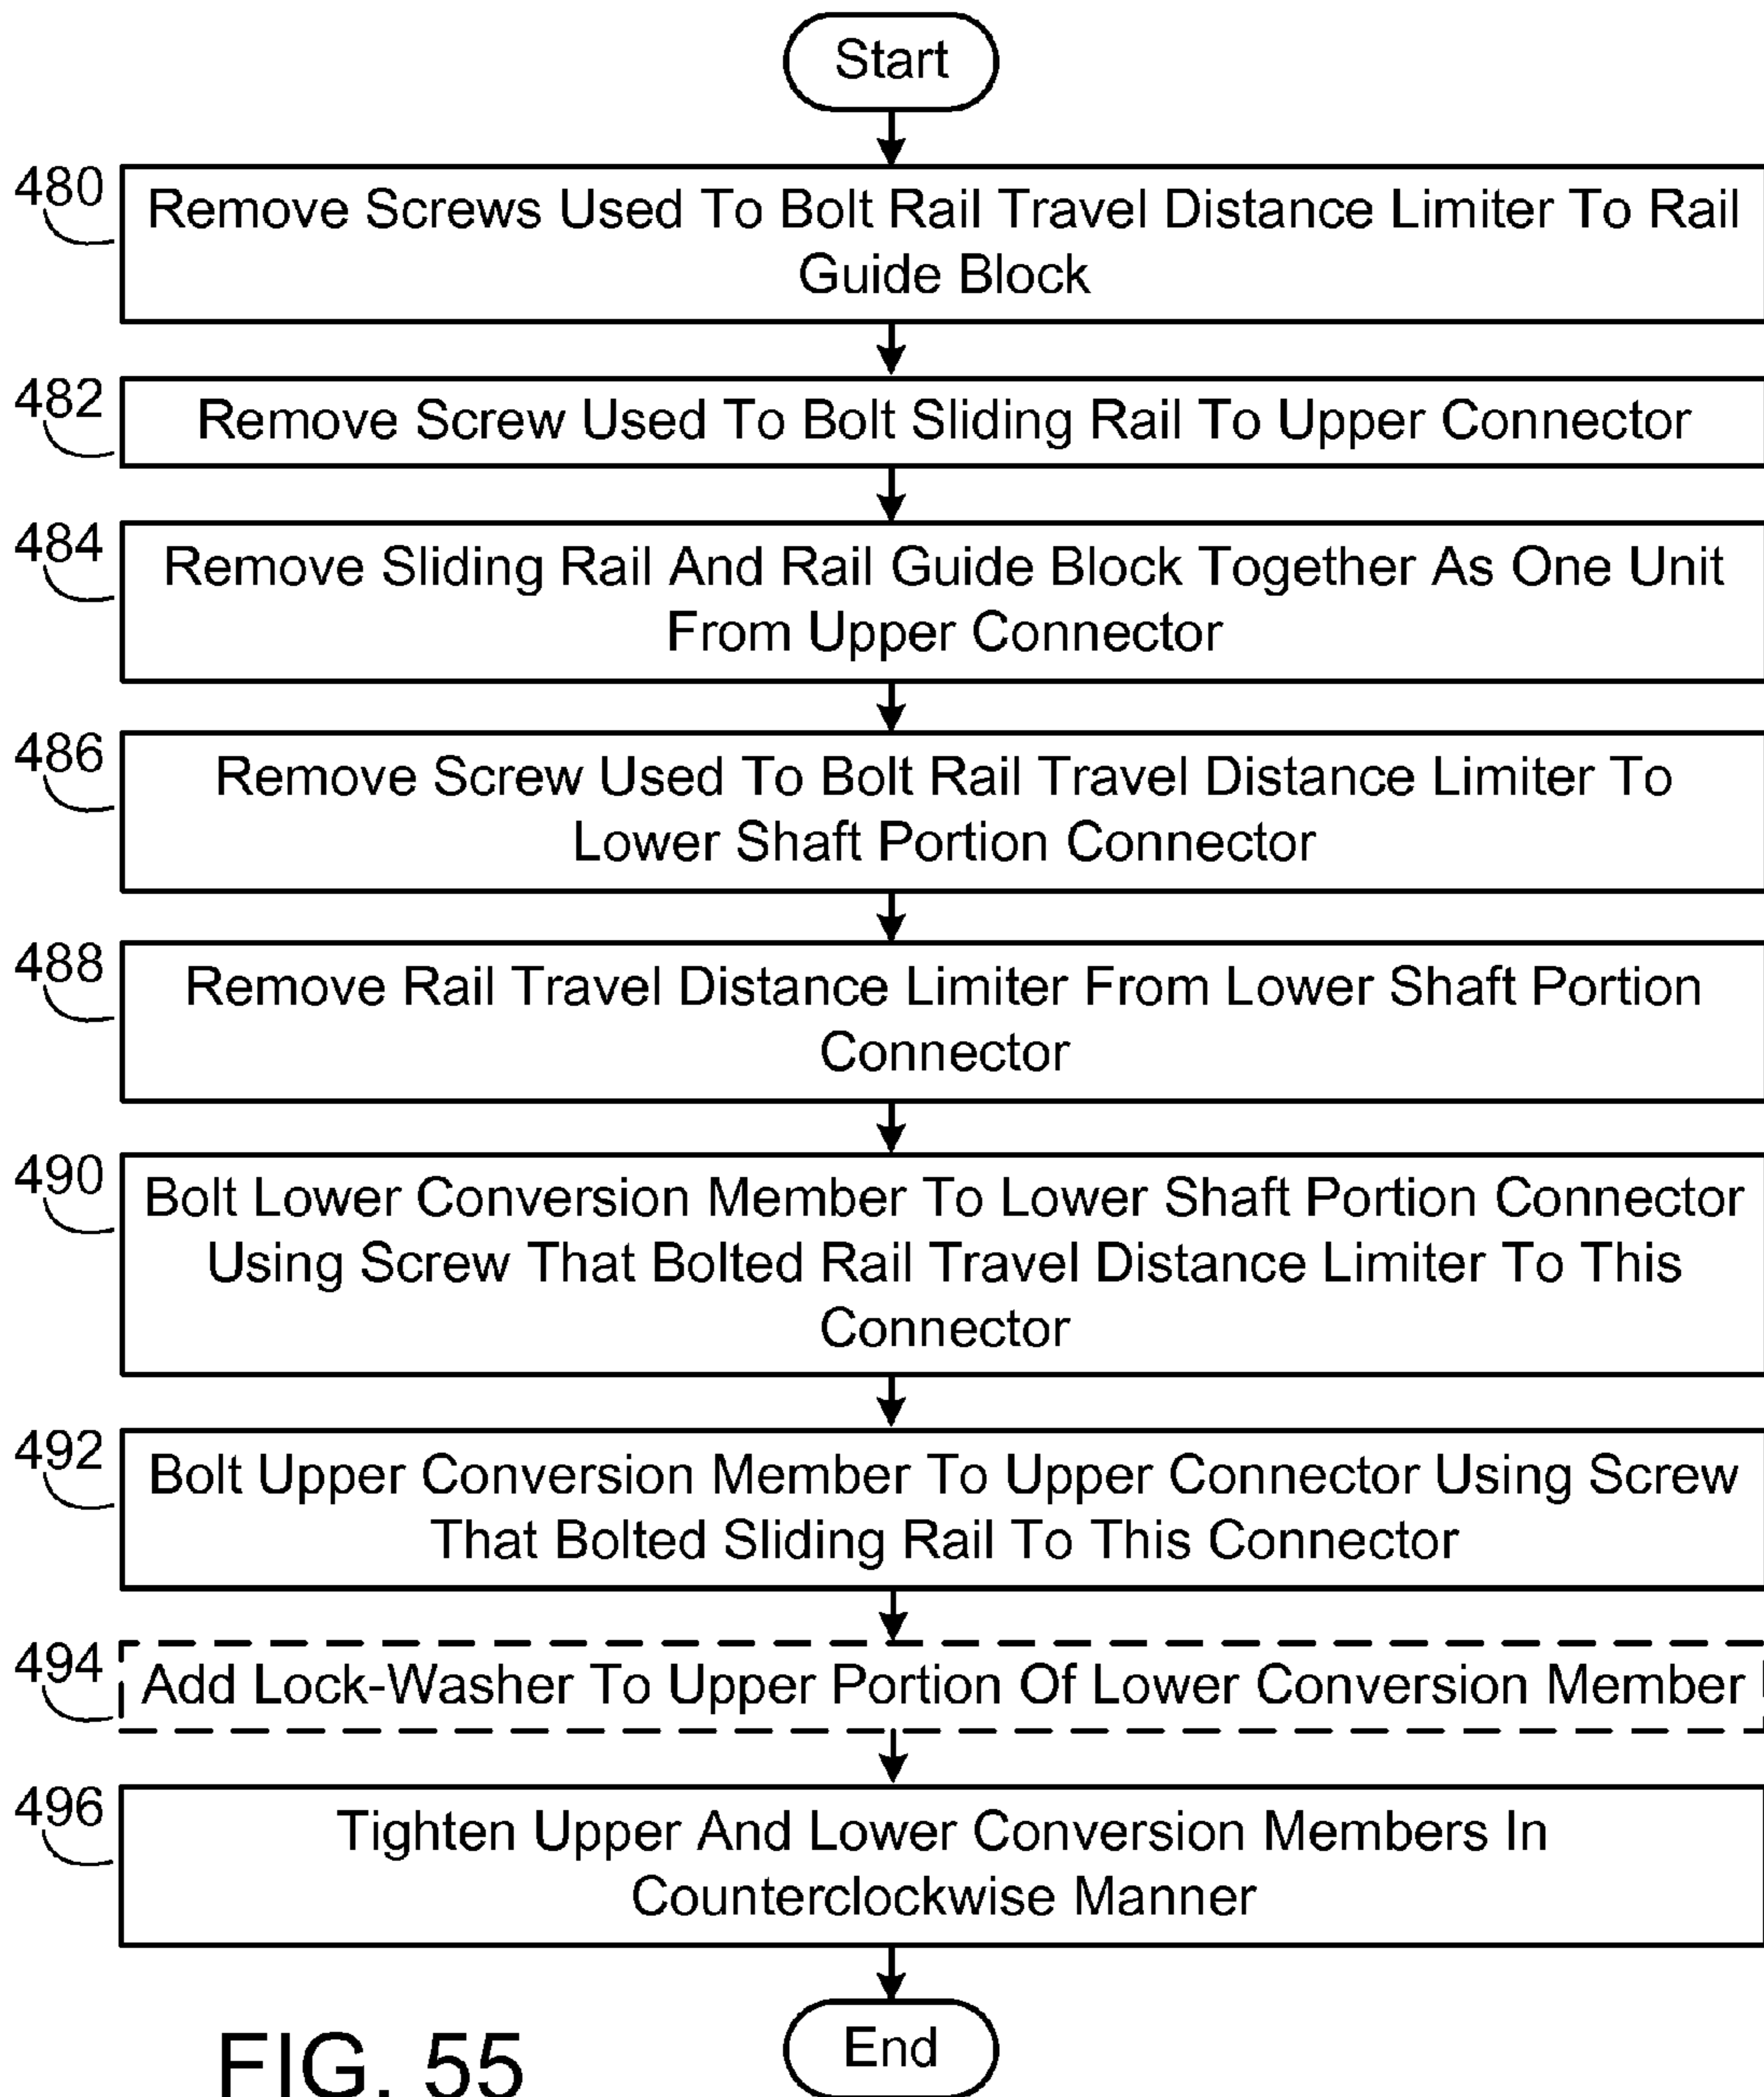 Start
480
Remove Screws Used To Bolt Rail Travel Distance Limiter To Rail
Guide Block
482
Remove Screw Used To Bolt Sliding Rail To Upper Connector
484
Remove Sliding Rail And Rail Guide Block Together As One Unit
From Upper Connector
486
Remove Screw Used To Bolt Rail Travel Distance Limiter To
Lower Shaft Portion Connector
488
Remove Rail Travel Distance Limiter From Lower Shaft Portion
Connector
490
Bolt Lower Conversion Member To Lower Shaft Portion Connector
Using Screw That Bolted Rail Travel Distance Limiter To This
Connector
492
Bolt Upper Conversion Member To Upper Connector Using Screw
That Bolted Sliding Rail To This Connector
494
Add Lock-Washer To Upper Portion Of Lower Conversion Member
496
Tighten Upper And Lower Conversion Members In
Counterclockwise Manner
End
FIG. 55